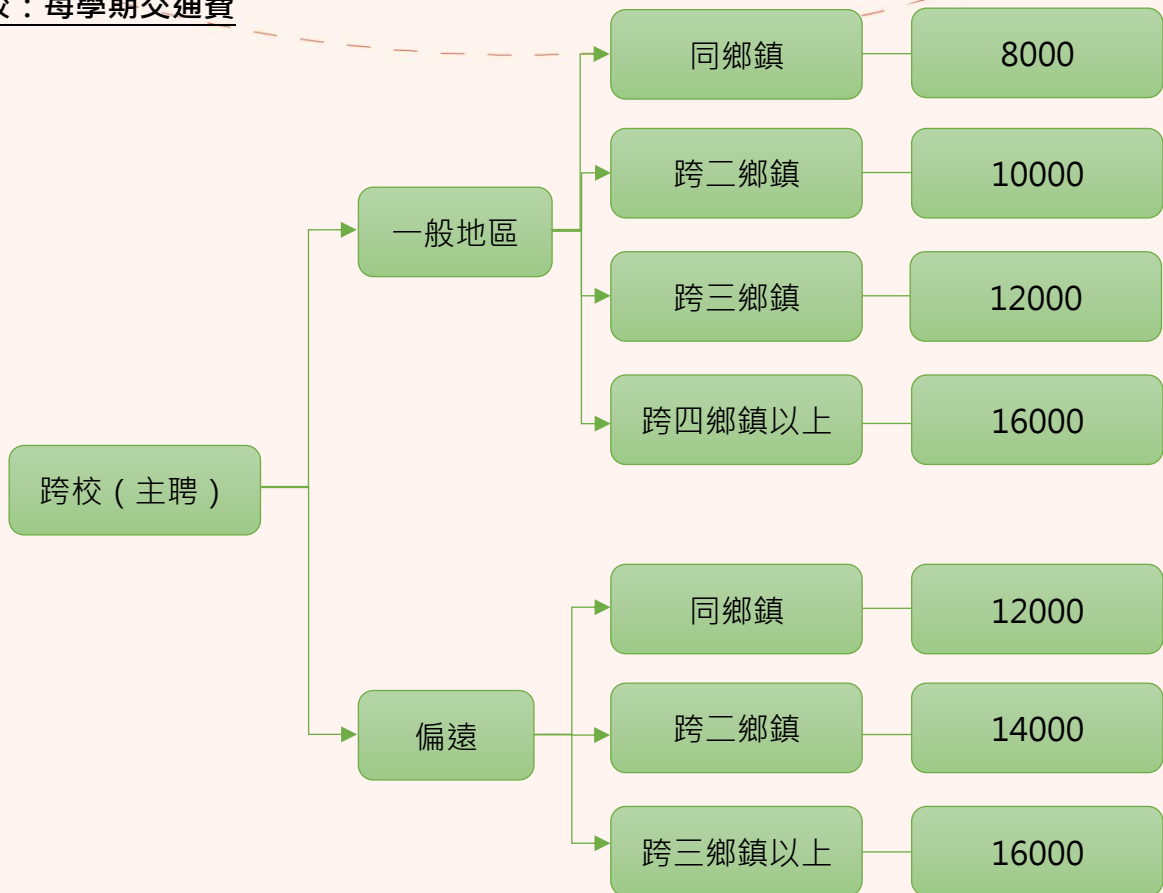 ：每學期交通費
同鄉鎮
8000
跨二鄉鎮
10000
一般地區
跨三鄉鎮
12000
跨四鄉鎮以上
16000
跨校（主聘）
同鄉鎮
12000
偏遠
跨二鄉鎮
14000
跨三鄉鎮以上
16000